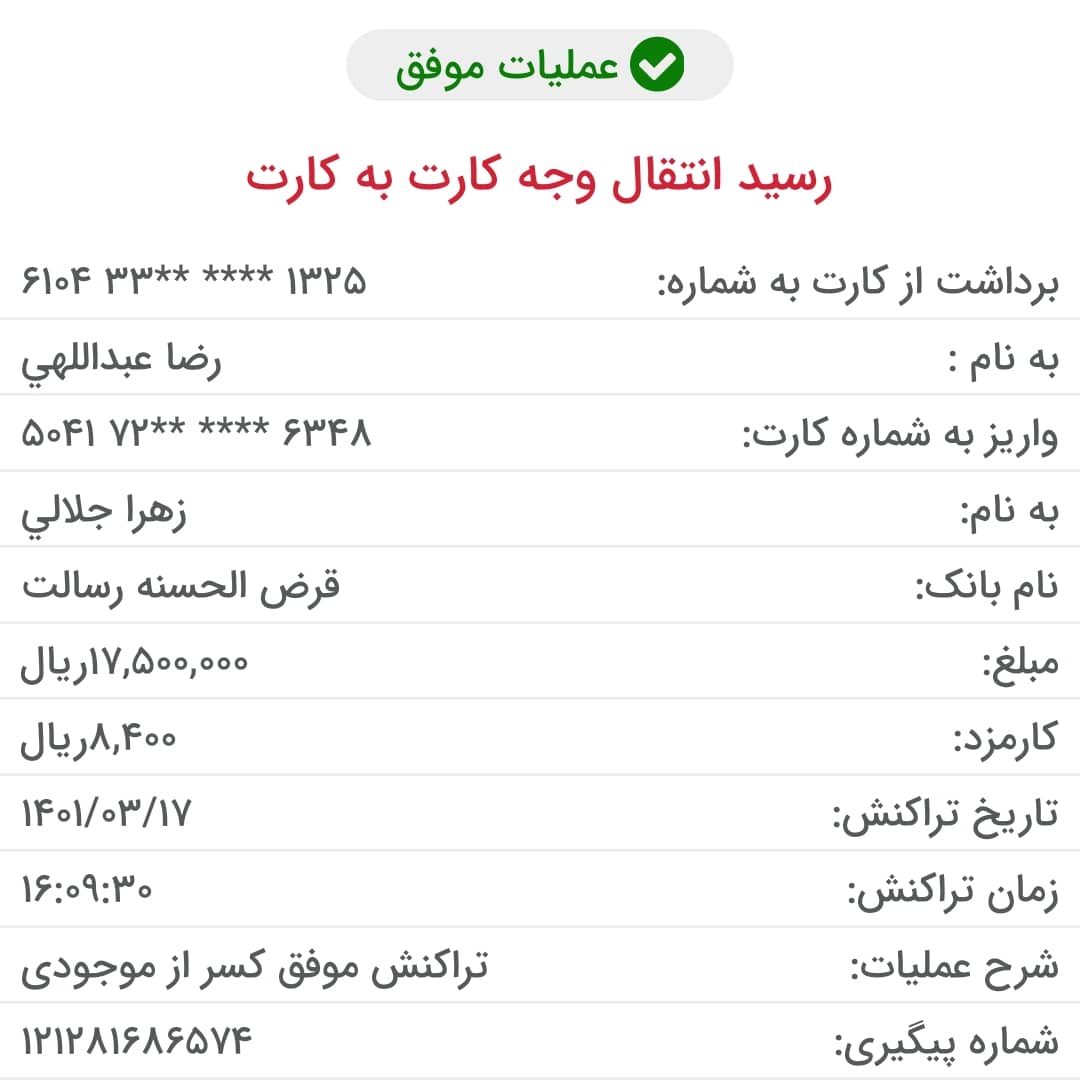 عملیات موفق
رسید انتقال وجه کارت به کارت
برداشت از کارت به شماره: ۶۱۰۴ ۳۳** **** ۱۳۲۵
به نام : رضا عبداللهي
واریز به شماره کارت: ۵۰۴۱ ۷۲** **** ۶۳۴۸
به نام: زهرا جلالي
نام بانک: قرض الحسنه رسالت
مبلغ: ۱۷,۵۰۰,۰۰۰ریال
کارمزد: ۸,۴۰۰ریال
تاریخ تراکنش: ۱۴۰۱/۰۳/۱۷
زمان تراکنش: ۱۶:۰۹:۳۰
شرح عملیات: تراکنش موفق کسر از موجودی
شماره پیگیری: ۱۲۱۲۸۱۶۸۶۵۷۴